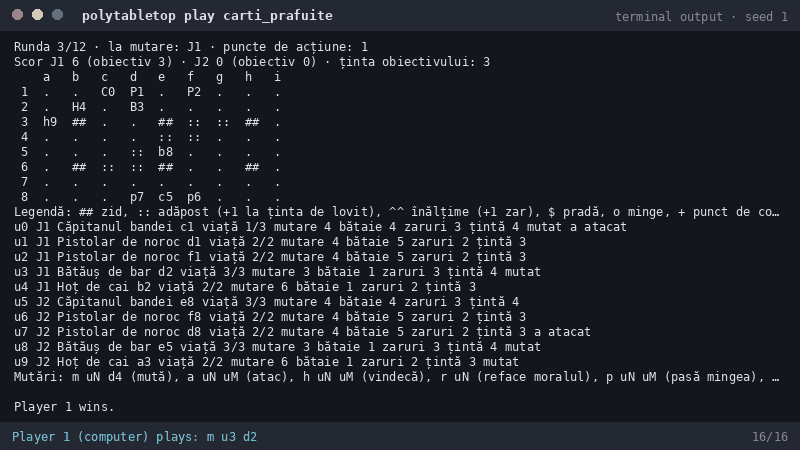 polytabletop play carti_prafuite
terminal output · seed 1
Runda 3/12 · la mutare: J1 · puncte de acțiune: 1
Scor J1 6 (obiectiv 3) · J2 0 (obiectiv 0) · ținta obiectivului: 3
a b c d e f g h i
1 . . C0 P1 . P2 . . .
2 . H4 . B3 . . . . .
3 h9 ## . . ## :: :: ## .
4 . . . . :: :: . . .
5 . . . :: b8 . . . .
6 . ## :: :: ## . . ## .
7 . . . . . . . . .
8 . . . p7 c5 p6 . . .
Legendă: ## zid, :: adăpost (+1 la ținta de lovit), ^^ înălțime (+1 zar), $ pradă, o minge, + punct de co…
u0 J1 Căpitanul bandei c1 viață 1/3 mutare 4 bătaie 4 zaruri 3 țintă 4 mutat a atacat
u1 J1 Pistolar de noroc d1 viață 2/2 mutare 4 bătaie 5 zaruri 2 țintă 3
u2 J1 Pistolar de noroc f1 viață 2/2 mutare 4 bătaie 5 zaruri 2 țintă 3
u3 J1 Bătăuș de bar d2 viață 3/3 mutare 3 bătaie 1 zaruri 3 țintă 4 mutat
u4 J1 Hoț de cai b2 viață 2/2 mutare 6 bătaie 1 zaruri 2 țintă 3
u5 J2 Căpitanul bandei e8 viață 3/3 mutare 4 bătaie 4 zaruri 3 țintă 4
u6 J2 Pistolar de noroc f8 viață 2/2 mutare 4 bătaie 5 zaruri 2 țintă 3
u7 J2 Pistolar de noroc d8 viață 2/2 mutare 4 bătaie 5 zaruri 2 țintă 3 a atacat
u8 J2 Bătăuș de bar e5 viață 3/3 mutare 3 bătaie 1 zaruri 3 țintă 4 mutat
u9 J2 Hoț de cai a3 viață 2/2 mutare 6 bătaie 1 zaruri 2 țintă 3 mutat
Mutări: m uN d4 (mută), a uN uM (atac), h uN uM (vindecă), r uN (reface moralul), p uN uM (pasă mingea), …
Player 1 wins.
Player 1 (computer) plays: m u3 d2
16/16